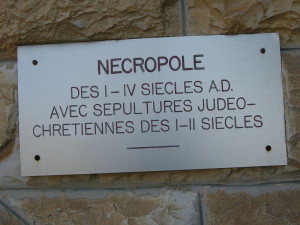 NECROPOLE
DES I-IV SIECLES A.D.
AVEC SEPULTURES JUDEO-
CHRETIENNES DES I-II SIECLES